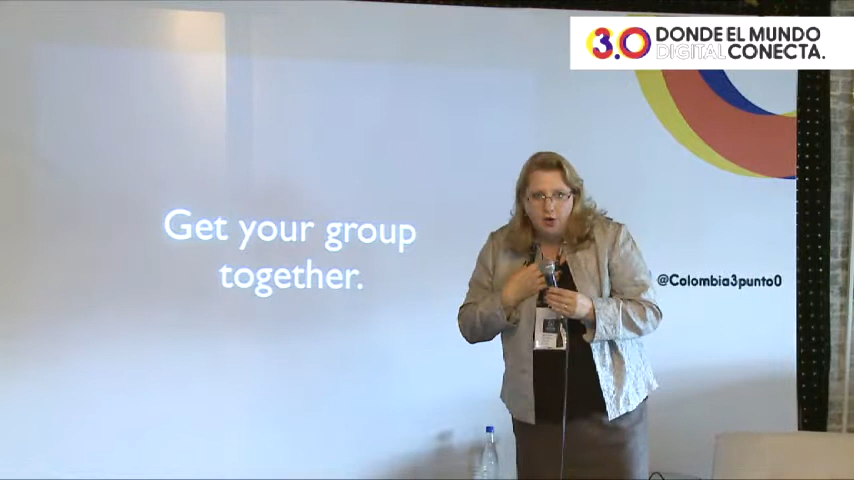 3.0 DONDE EL MUNDO
DIGITAL CONECTA.
Get your group
together.
@Colombia3punto0